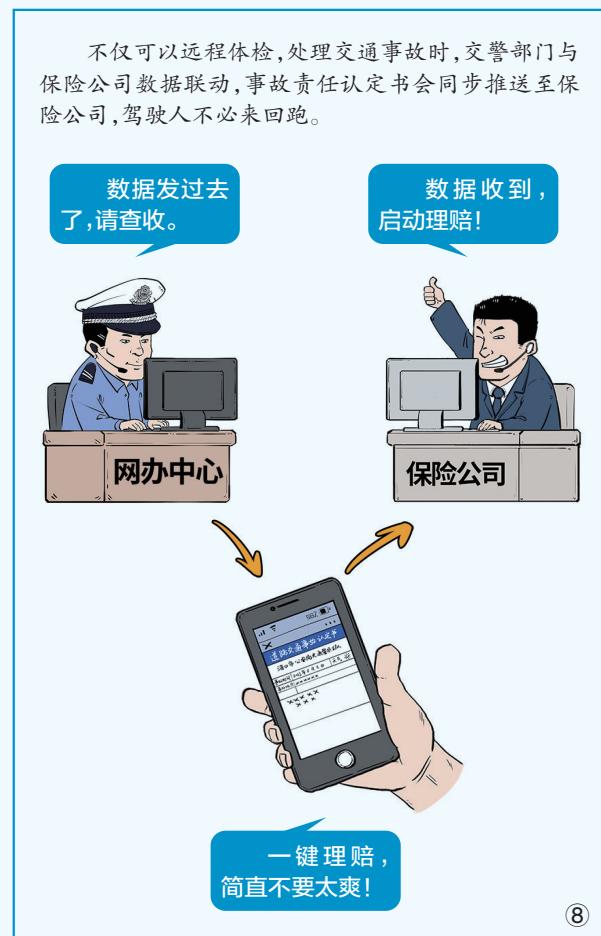 不仅可以远程体检,处理交通事故时,交警部门与
保险公司数据联动,事故责任认定书会同步推送至保
险公司,驾驶人不必来回跑。
数据发过去
了,请查收。
数据收到，
启动理赔！
网办中心
保险公司
道路交通事故认定书
一键理赔，
简直不要太爽！
⑧